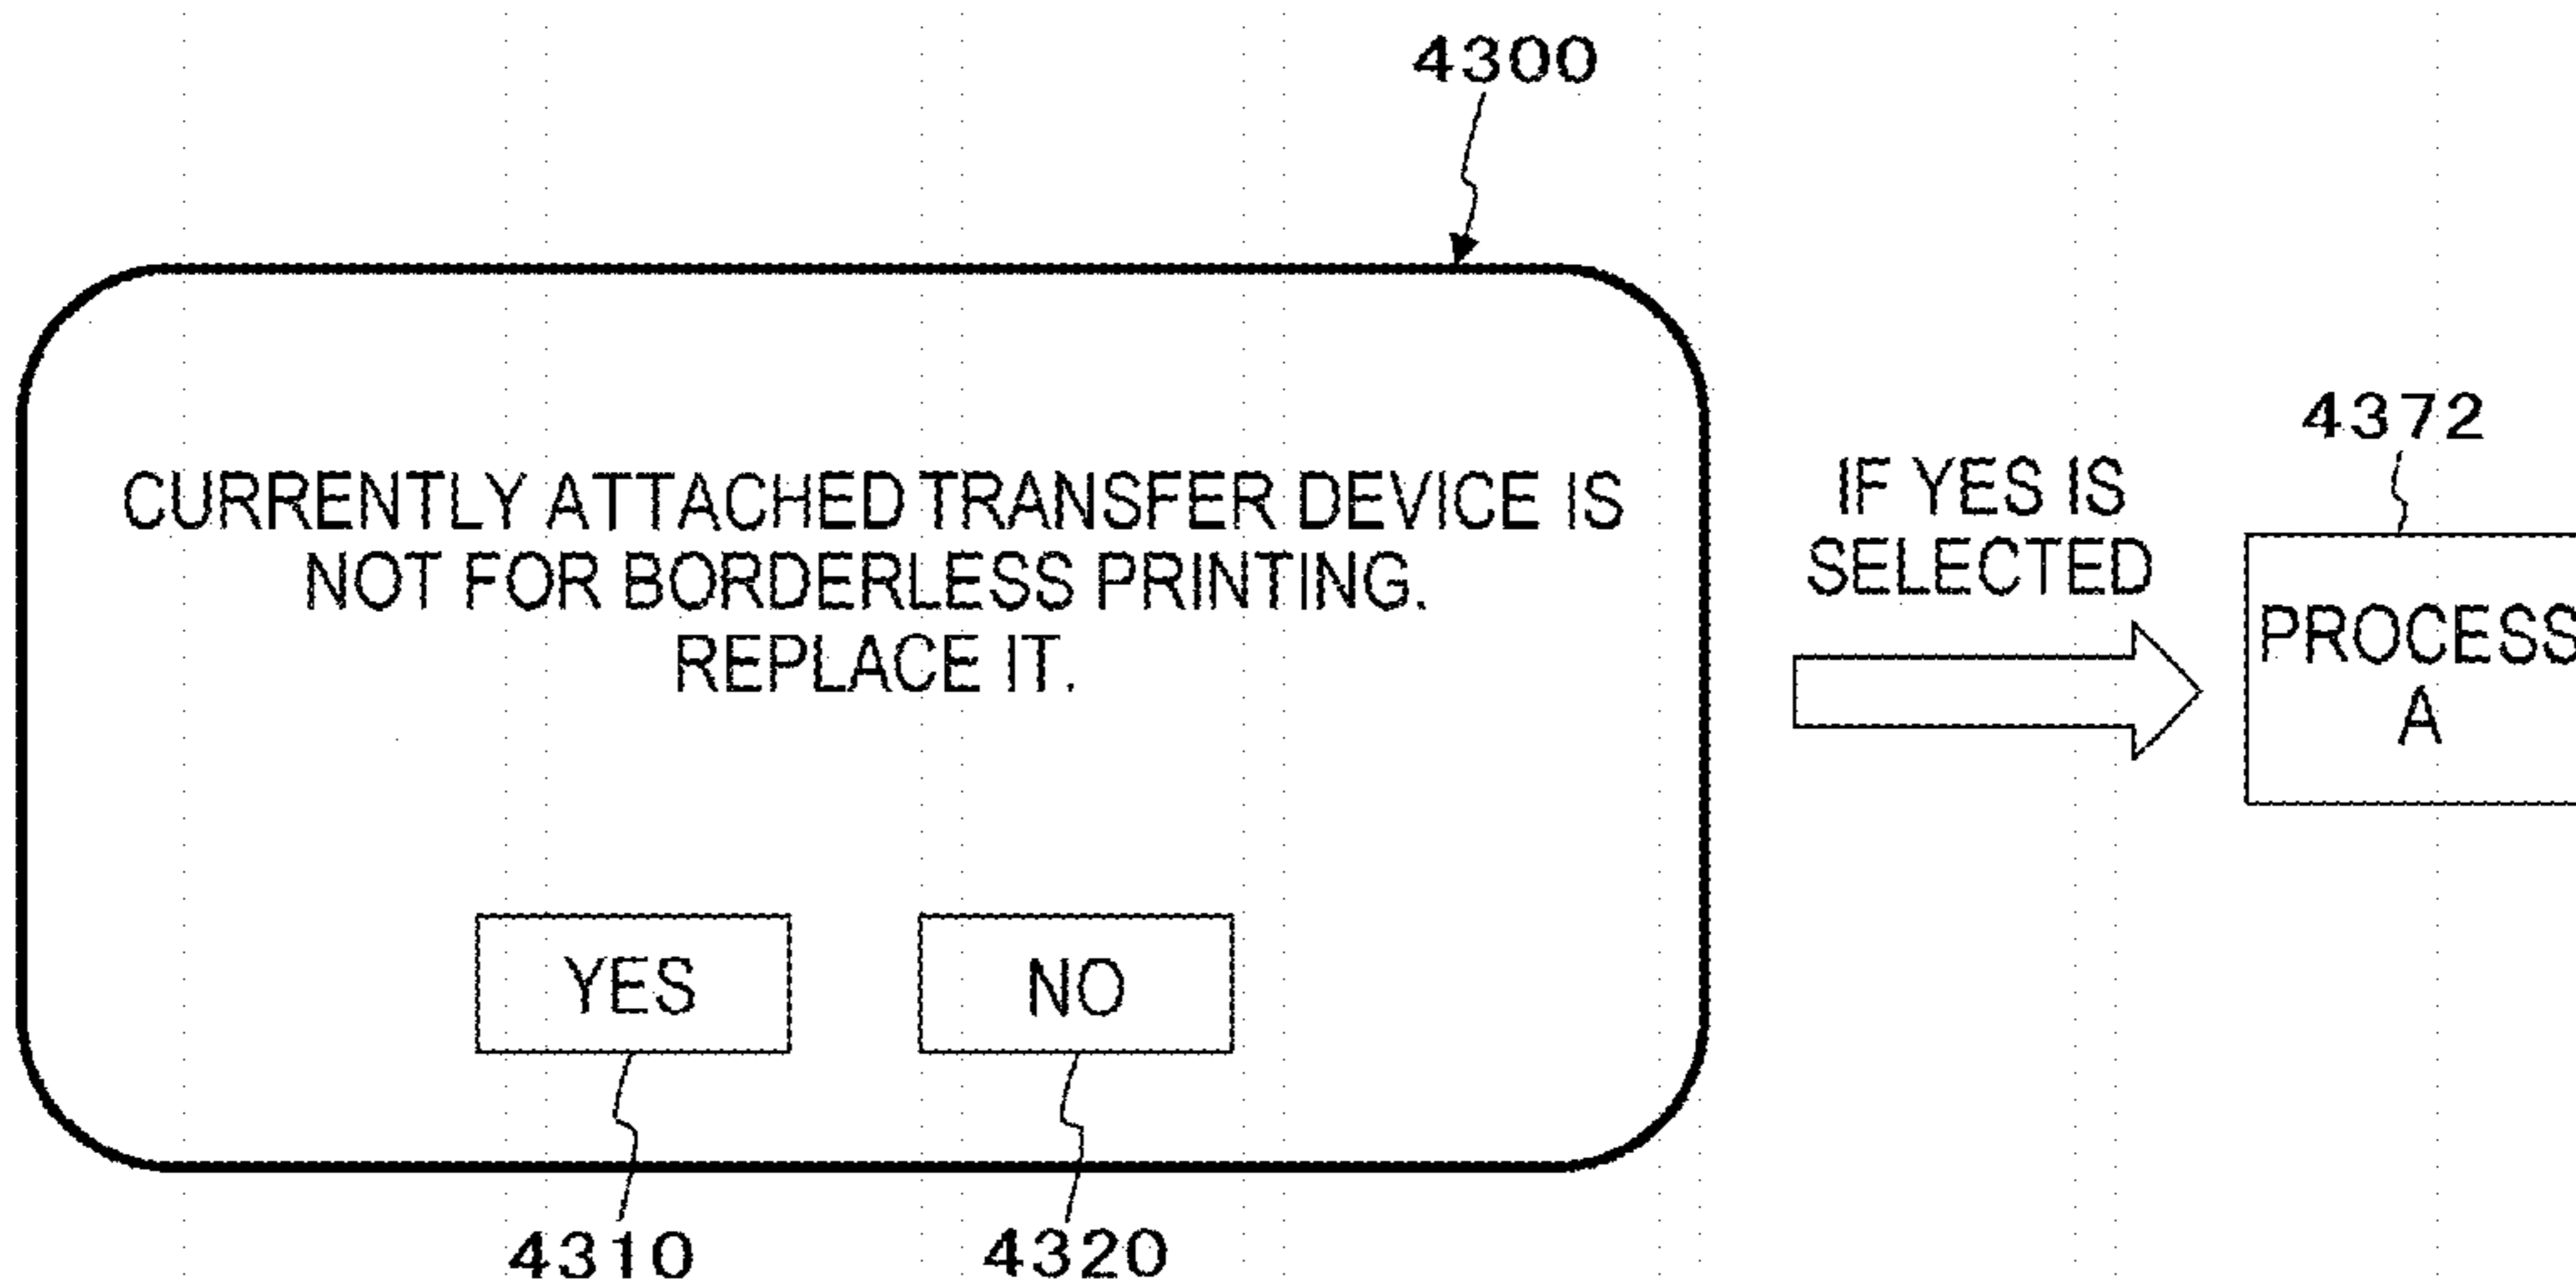 4300
CURRENTLY ATTACHED TRANSFER DEVICE IS
NOT FOR BORDERLESS PRINTING.
REPLACE IT.
YES
NO
4310
4320
IF YES IS
SELECTED
4372
PROCESS
A